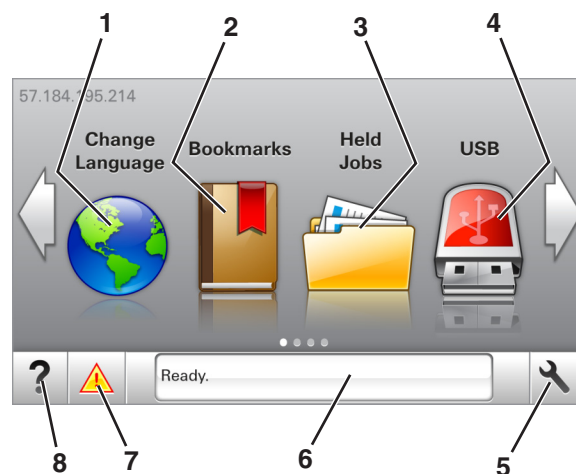 1 2 3 4
57.184.195.214
Change
Language
Bookmarks
Held
Jobs
USB
?
Ready.
8 7 6 5